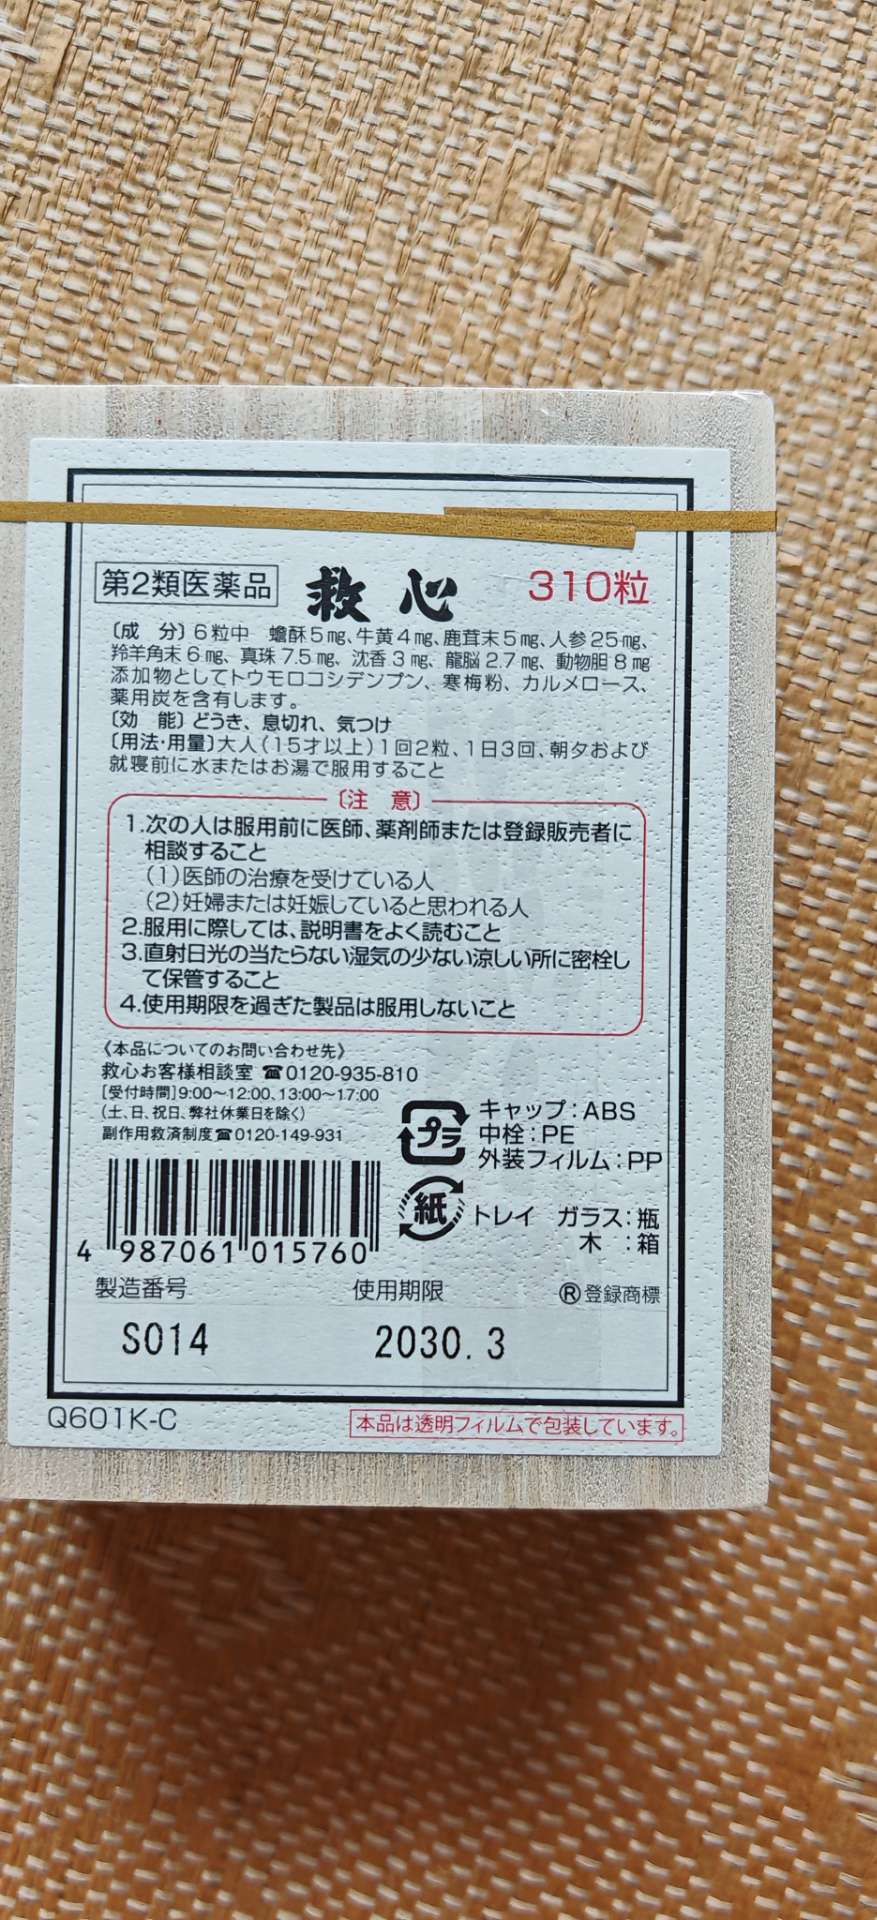 第2類医薬品 救心 310粒
〔成 分〕6粒中 蟾酥5㎎、牛黄4㎎、鹿茸末5㎎、人参25㎎、
羚羊角末6㎎、真珠7.5㎎、沈香3㎎、龍脳2.7㎎、動物胆8㎎
添加物としてトウモロコシデンプン、寒梅粉、カルメロース、
薬用炭を含有します。
〔効 能〕どうき、息切れ、気つけ
〔用法・用量〕大人(15才以上)1回2粒、1日3回、朝夕および
就寝前に水またはお湯で服用すること
〔注 意〕
1.次の人は服用前に医師、薬剤師または登録販売者に
相談すること
(1)医師の治療を受けている人
(2)妊婦または妊娠していると思われる人
2.服用に際しては、説明書をよく読むこと
3.直射日光の当たらない湿気の少ない涼しい所に密栓し
て保管すること
4.使用期限を過ぎた製品は服用しないこと
《本品についてのお問い合わせ先》
救心お客様相談室 ☎0120-935-810
[受付時間]9:00〜12:00、13:00〜17:00
(土、日、祝日、弊社休業日を除く)
副作用救済制度☎0120-149-931
プラ
キャップ:ABS
中栓:PE
外装フィルム:PP
紙
トレイ ガラス:瓶
木 :箱
4 987061 015760
製造番号 使用期限 Ⓡ登録商標
S014 2030.3
Q601K-C
本品は透明フィルムで包装しています。